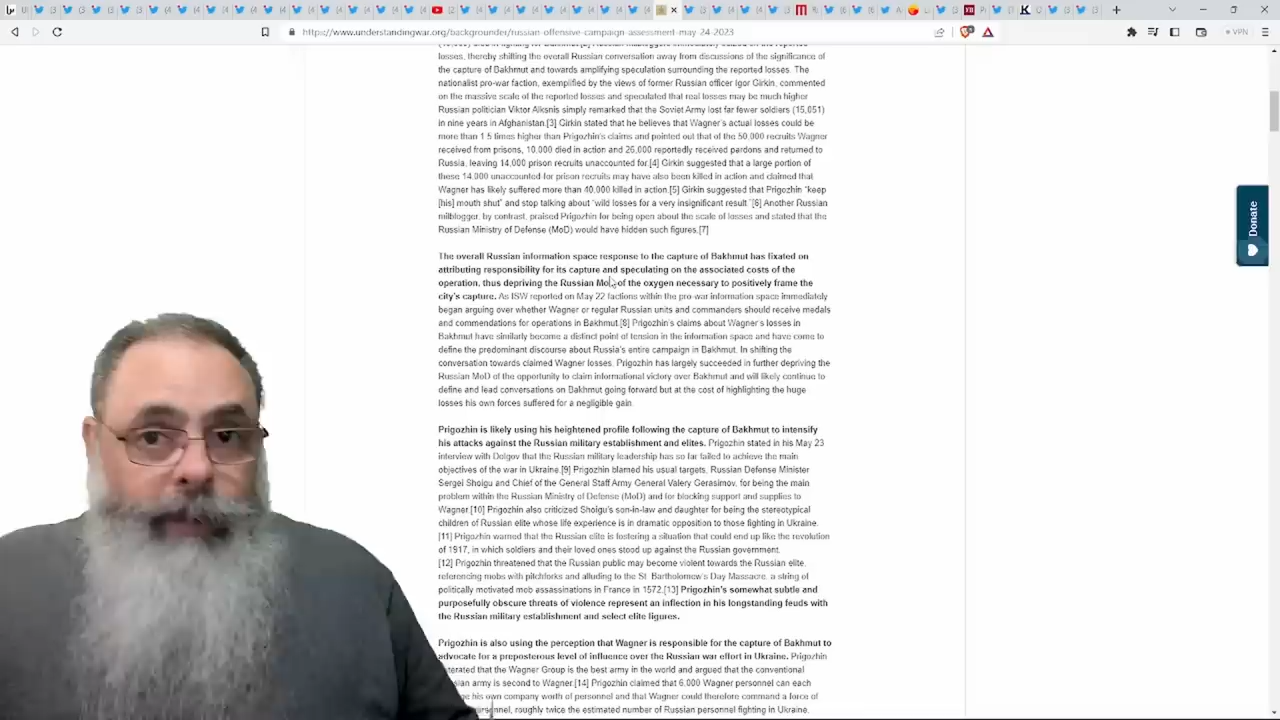 https://www.understandingwar.org/backgrounder/russian-offensive-campaign-assessment-may-24-2023
VPN
losses, thereby shifting the overall Russian conversation away from discussions of the significance of
the capture of Bakhmut and towards amplifying speculation surrounding the reported losses. The
nationalist pro-war faction, exemplified by the views of former Russian officer Igor Girkin, commented
on the massive scale of the reported losses and speculated that real losses may be much higher
Russian politician Viktor Alksnis simply remarked that the Soviet Army lost far fewer soldiers (15,051)
in nine years in Afghanistan.[3] Girkin stated that he believes that Wagner's actual losses could be
more than 1.5 times higher than Prigozhin's claims and pointed out that of the 50,000 recruits Wagner
received from prisons, 10,000 died in action and 26,000 reportedly received pardons and returned to
Russia, leaving 14,000 prison recruits unaccounted for.[4] Girkin suggested that a large portion of
these 14,000 unaccounted for prison recruits may have also been killed in action and claimed that
Wagner has likely suffered more than 40,000 killed in action.[5] Girkin suggested that Prigozhin "keep
[his] mouth shut" and stop talking about "wild losses for a very insignificant result."[6] Another Russian
milblogger, by contrast, praised Prigozhin for being open about the scale of losses and stated that the
Russian Ministry of Defense (MoD) would have hidden such figures.[7]
Donate
The overall Russian information space response to the capture of Bakhmut has fixated on
attributing responsibility for its capture and speculating on the associated costs of the
operation, thus depriving the Russian MoD of the oxygen necessary to positively frame the
city's capture. As ISW reported on May 22 factions within the pro-war information space immediately
began arguing over whether Wagner or regular Russian units and commanders should receive medals
and commendations for operations in Bakhmut.[8] Prigozhin's claims about Wagner's losses in
Bakhmut have similarly become a distinct point of tension in the information space and have come to
define the predominant discourse about Russia's entire campaign in Bakhmut. In shifting the
conversation towards claimed Wagner losses, Prigozhin has largely succeeded in further depriving the
Russian MoD of the opportunity to claim informational victory over Bakhmut and will likely continue to
define and lead conversations on Bakhmut going forward but at the cost of highlighting the huge
losses his own forces suffered for a negligible gain.
Prigozhin is likely using his heightened profile following the capture of Bakhmut to intensify
his attacks against the Russian military establishment and elites. Prigozhin stated in his May 23
interview with Dolgov that the Russian military leadership has so far failed to achieve the main
objectives of the war in Ukraine.[9] Prigozhin blamed his usual targets, Russian Defense Minister
Sergei Shoigu and Chief of the General Staff Army General Valery Gerasimov, for being the main
problem within the Russian Ministry of Defense (MoD) and for blocking support and supplies to
Wagner.[10] Prigozhin also criticized Shoigu's son-in-law and daughter for being the stereotypical
children of Russian elite whose life experience is in dramatic opposition to those fighting in Ukraine.
[11] Prigozhin warned that the Russian elite is fostering a situation that could end up like the revolution
of 1917, in which soldiers and their loved ones stood up against the Russian government.
[12] Prigozhin threatened that the Russian public may become violent towards the Russian elite,
referencing mobs with pitchforks and alluding to the St. Bartholomew's Day Massacre, a string of
politically motivated mob assassinations in France in 1572.[13] Prigozhin's somewhat subtle and
purposefully obscure threats of violence represent an inflection in his longstanding feuds with
the Russian military establishment and select elite figures.
Prigozhin is also using the perception that Wagner is responsible for the capture of Bakhmut to
advocate for a preposterous level of influence over the Russian war effort in Ukraine. Prigozhin
terated that the Wagner Group is the best army in the world and argued that the conventional
sian army is second to Wagner.[14] Prigozhin claimed that 6,000 Wagner personnel can each
ge his own company worth of personnel and that Wagner could therefore command a force of
personnel, roughly twice the estimated number of Russian personnel fighting in Ukraine.